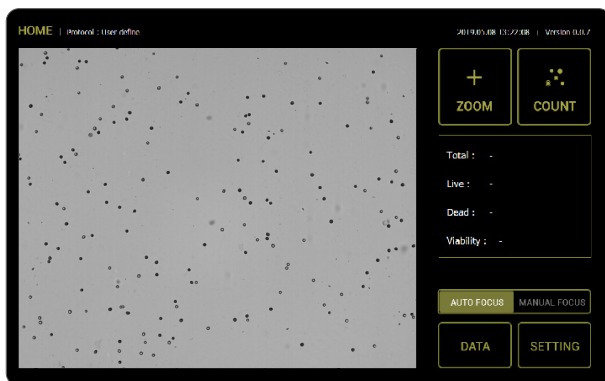 HOME | Protocol : User define
2019.05.08 13:22:08 | Version 0.0.7
ZOOM
COUNT
Total : -
Live : -
Dead : -
Viability : -
AUTO FOCUS
MANUAL FOCUS
DATA
SETTING